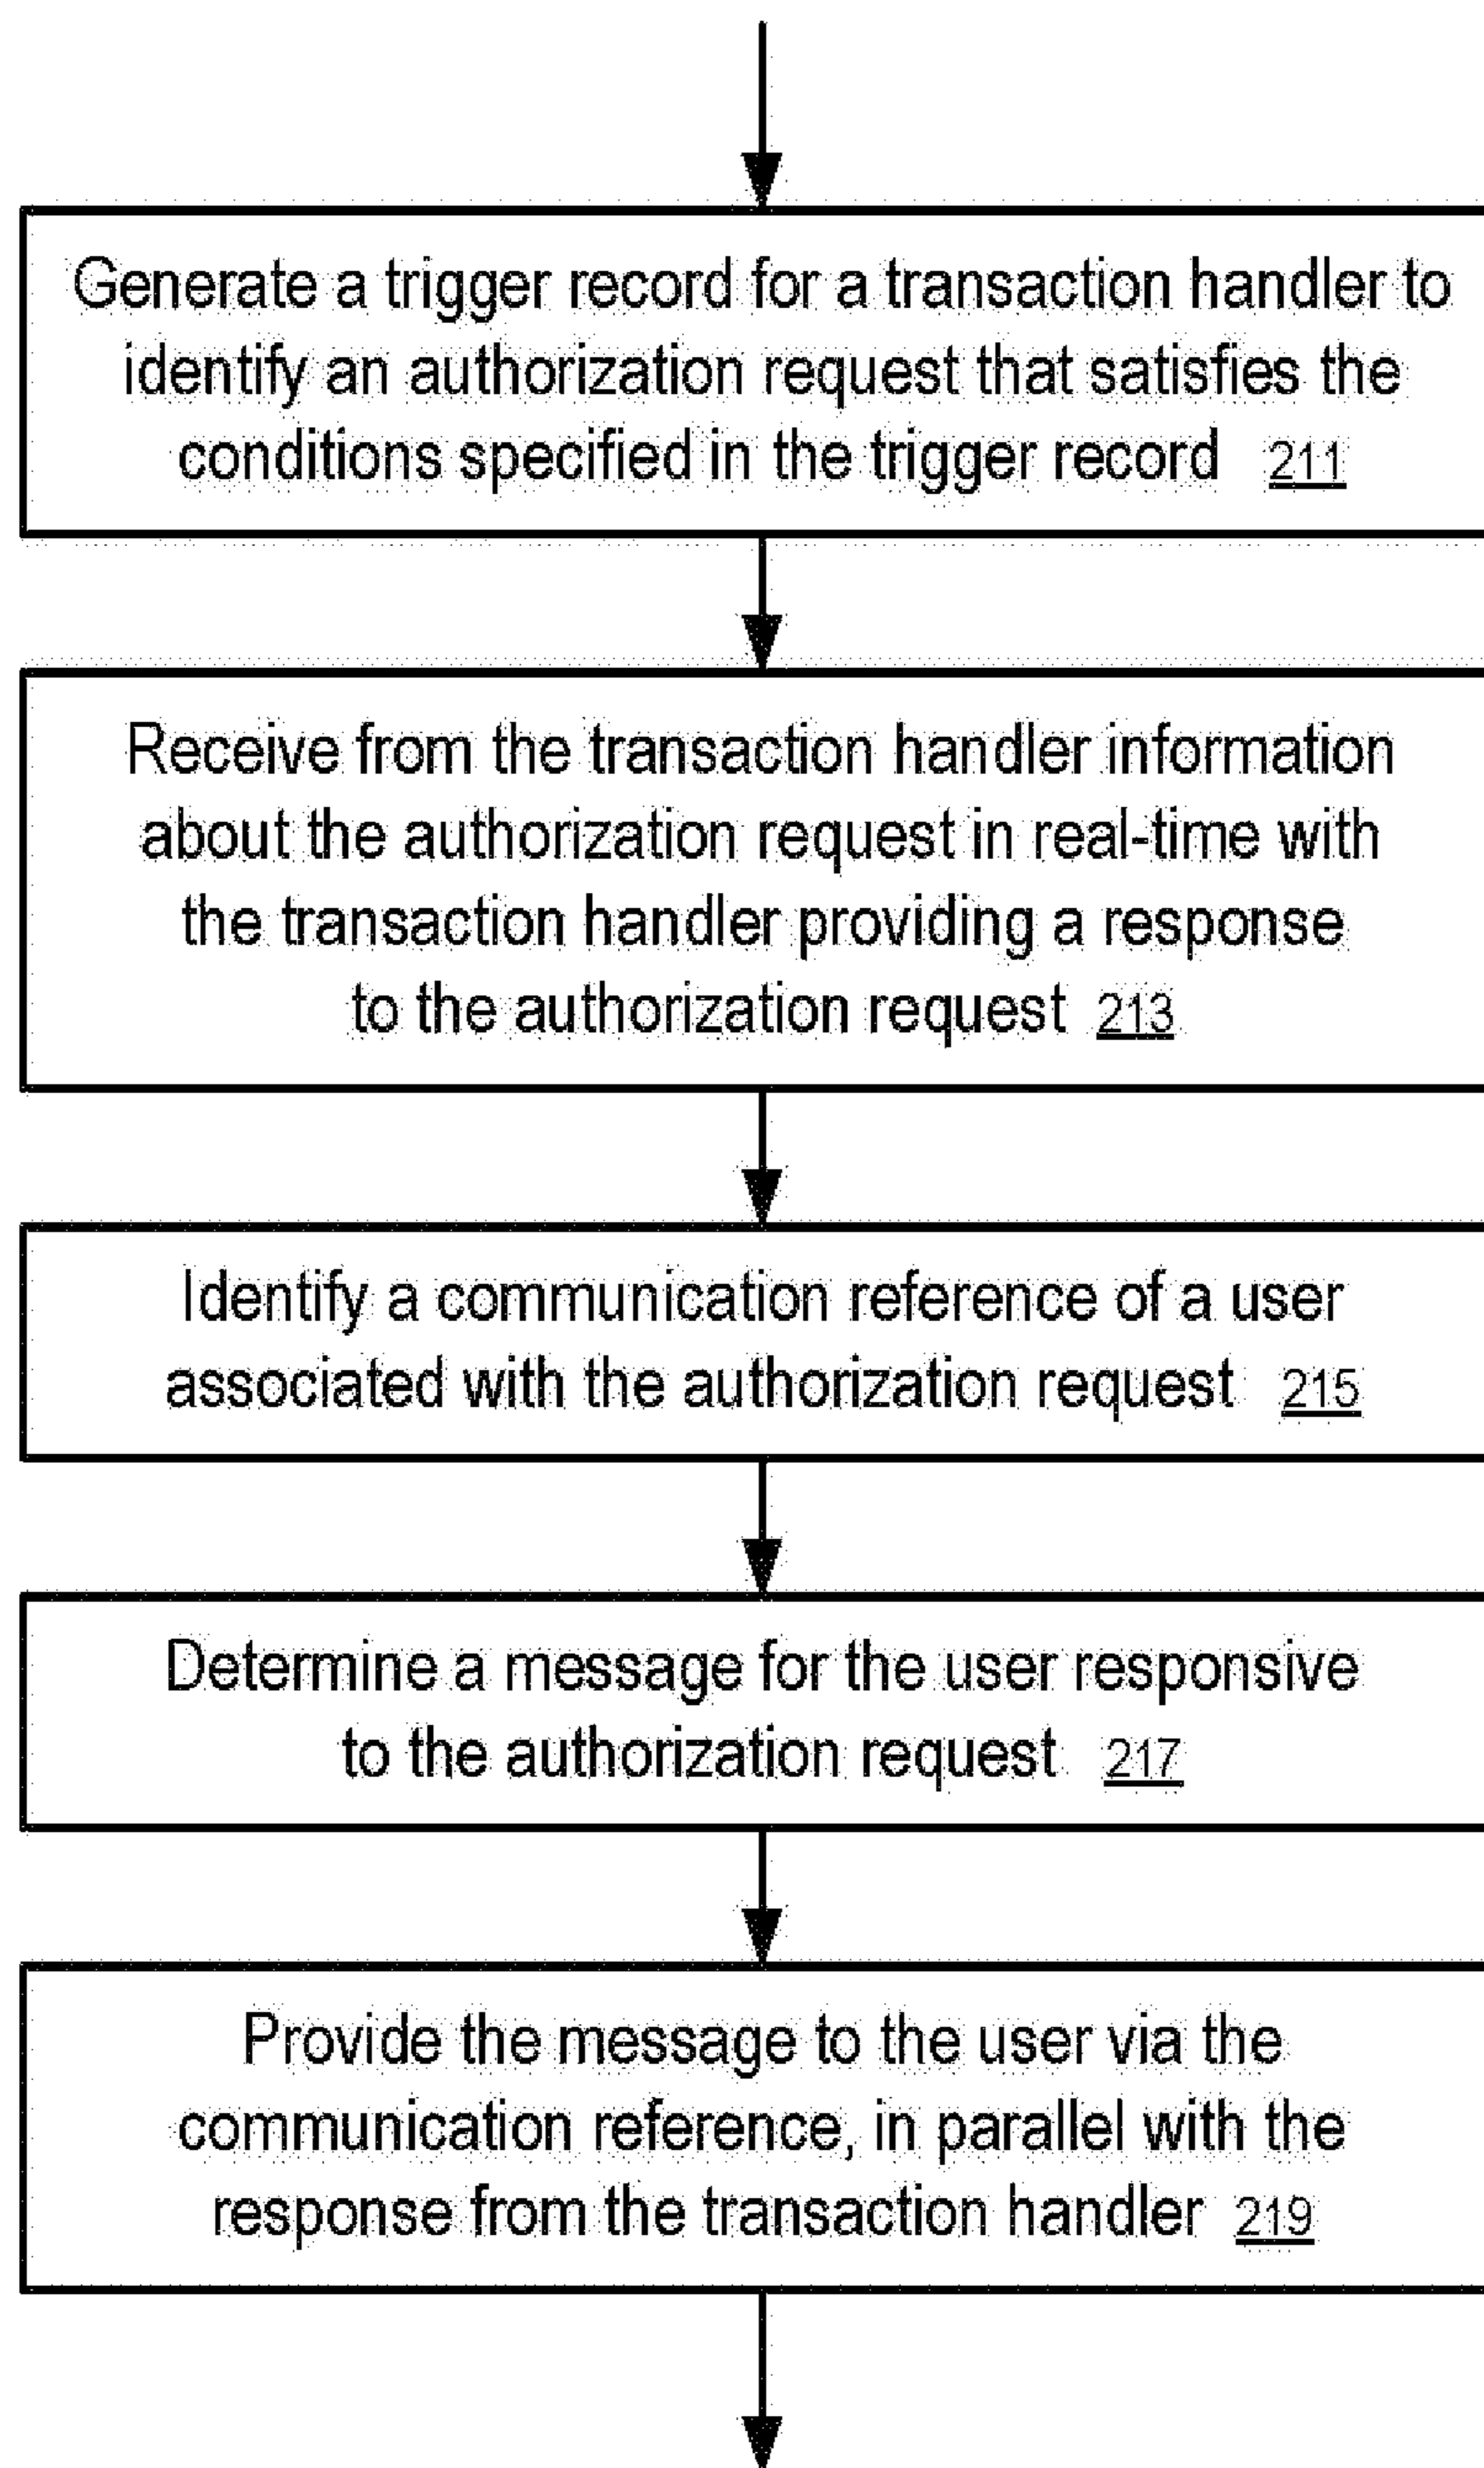 Generate a trigger record for a transaction handler to
identify an authorization request that satisfies the
conditions specified in the trigger record 211
Receive from the transaction handler information
about the authorization request in real-time with
the transaction handler providing a response
to the authorization request 213
Identify a communication reference of a user
associated with the authorization request 215
Determine a message for the user responsive
to the authorization request 217
Provide the message to the user via the
communication reference, in parallel with the
response from the transaction handler 219